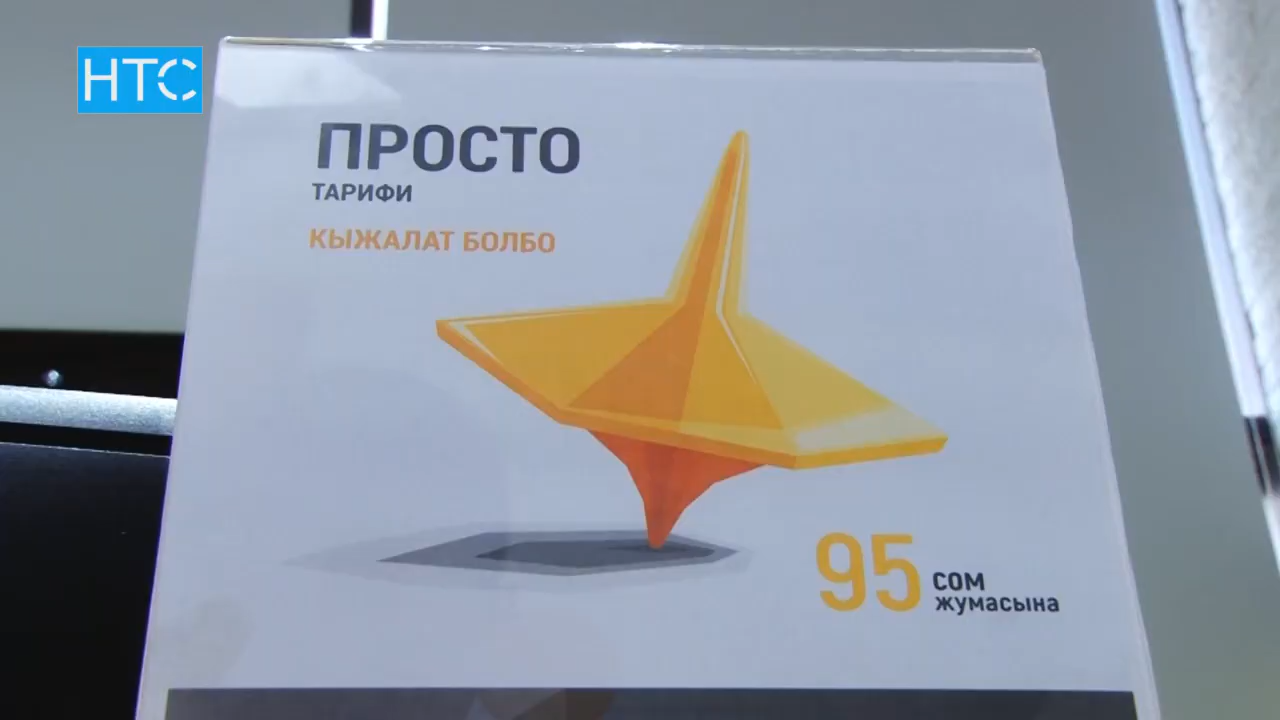 НТС
ПРОСТО
ТАРИФИ
КЫЖАЛАТ БОЛБО
95 сом
жумасына